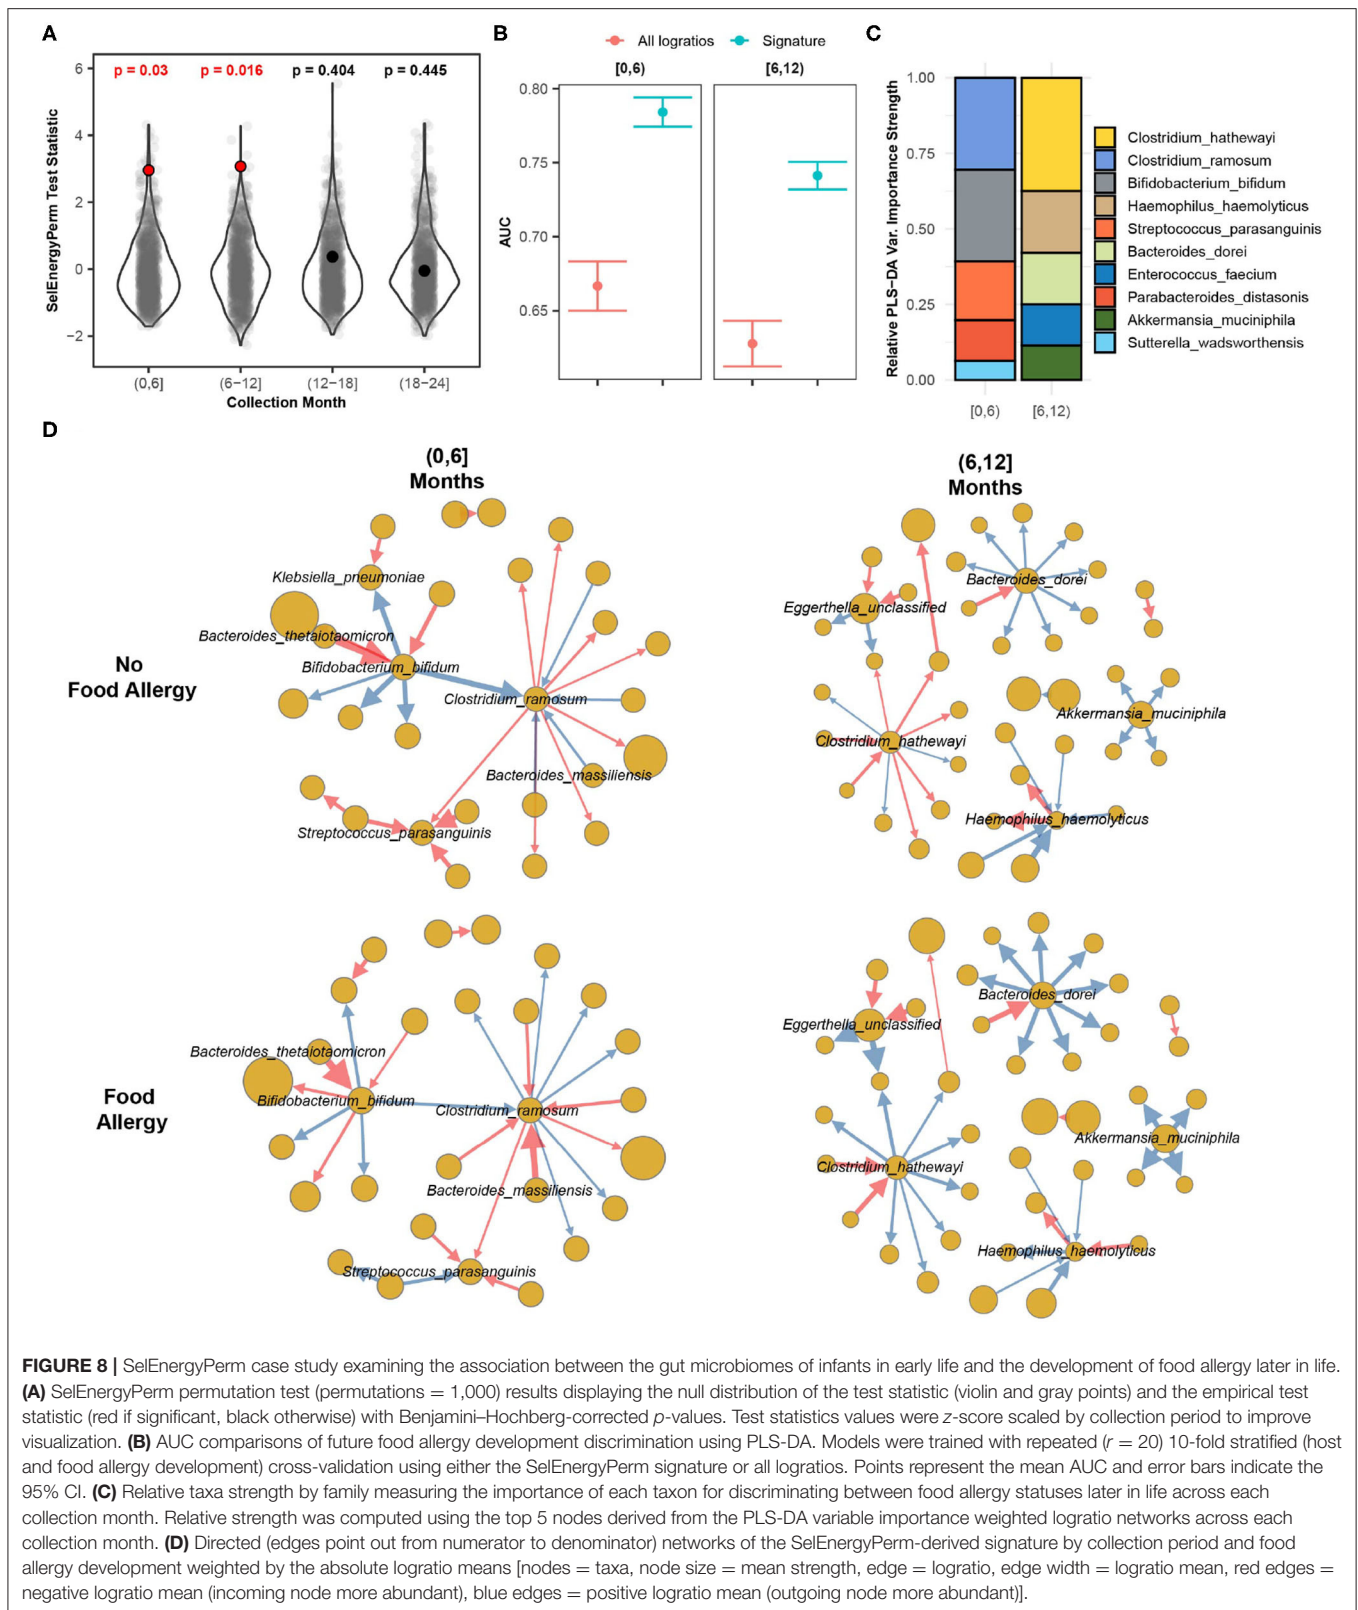 A
SelEnergyPerm Test Statistic
6
4
2
0
−2
p = 0.03
p = 0.016
p = 0.404
p = 0.445
(0,6]
(6−12]
(12−18]
(18−24]
Collection Month
B
All logratios
Signature
[0,6)
[6,12)
AUC
0.80
0.75
0.70
0.65
C
Relative PLS−DA Var. Importance Strength
1.00
0.75
0.50
0.25
0.00
[0,6)
[6,12)
Clostridium_hathewayi
Clostridium_ramosum
Bifidobacterium_bifidum
Haemophilus_haemolyticus
Streptococcus_parasanguinis
Bacteroides_dorei
Enterococcus_faecium
Parabacteroides_distasonis
Akkermansia_muciniphila
Sutterella_wadsworthensis
D
(0,6]
Months
(6,12]
Months
No
Food Allergy
Klebsiella_pneumoniae
Bacteroides_thetaiotaomicron
Bifidobacterium_bifidum
Clostridium_ramosum
Bacteroides_massiliensis
Streptococcus_parasanguinis
Bacteroides_dorei
Eggerthella_unclassified
Akkermansia_muciniphila
Clostridium_hathewayi
Haemophilus_haemolyticus
Food
Allergy
Bacteroides_thetaiotaomicron
Bifidobacterium_bifidum
Clostridium_ramosum
Bacteroides_massiliensis
Streptococcus_parasanguinis
Bacteroides_dorei
Eggerthella_unclassified
Akkermansia_muciniphila
Clostridium_hathewayi
Haemophilus_haemolyticus
FIGURE 8 | SelEnergyPerm case study examining the association between the gut microbiomes of infants in early life and the development of food allergy later in life.
(A) SelEnergyPerm permutation test (permutations = 1,000) results displaying the null distribution of the test statistic (violin and gray points) and the empirical test
statistic (red if significant, black otherwise) with Benjamini–Hochberg-corrected p-values. Test statistics values were z-score scaled by collection period to improve
visualization. (B) AUC comparisons of future food allergy development discrimination using PLS-DA. Models were trained with repeated (r = 20) 10-fold stratified (host
and food allergy development) cross-validation using either the SelEnergyPerm signature or all logratios. Points represent the mean AUC and error bars indicate the
95% CI. (C) Relative taxa strength by family measuring the importance of each taxon for discriminating between food allergy statuses later in life across each
collection month. Relative strength was computed using the top 5 nodes derived from the PLS-DA variable importance weighted logratio networks across each
collection month. (D) Directed (edges point out from numerator to denominator) networks of the SelEnergyPerm-derived signature by collection period and food
allergy development weighted by the absolute logratio means [nodes = taxa, node size = mean strength, edge = logratio, edge width = logratio mean, red edges =
negative logratio mean (incoming node more abundant), blue edges = positive logratio mean (outgoing node more abundant)].